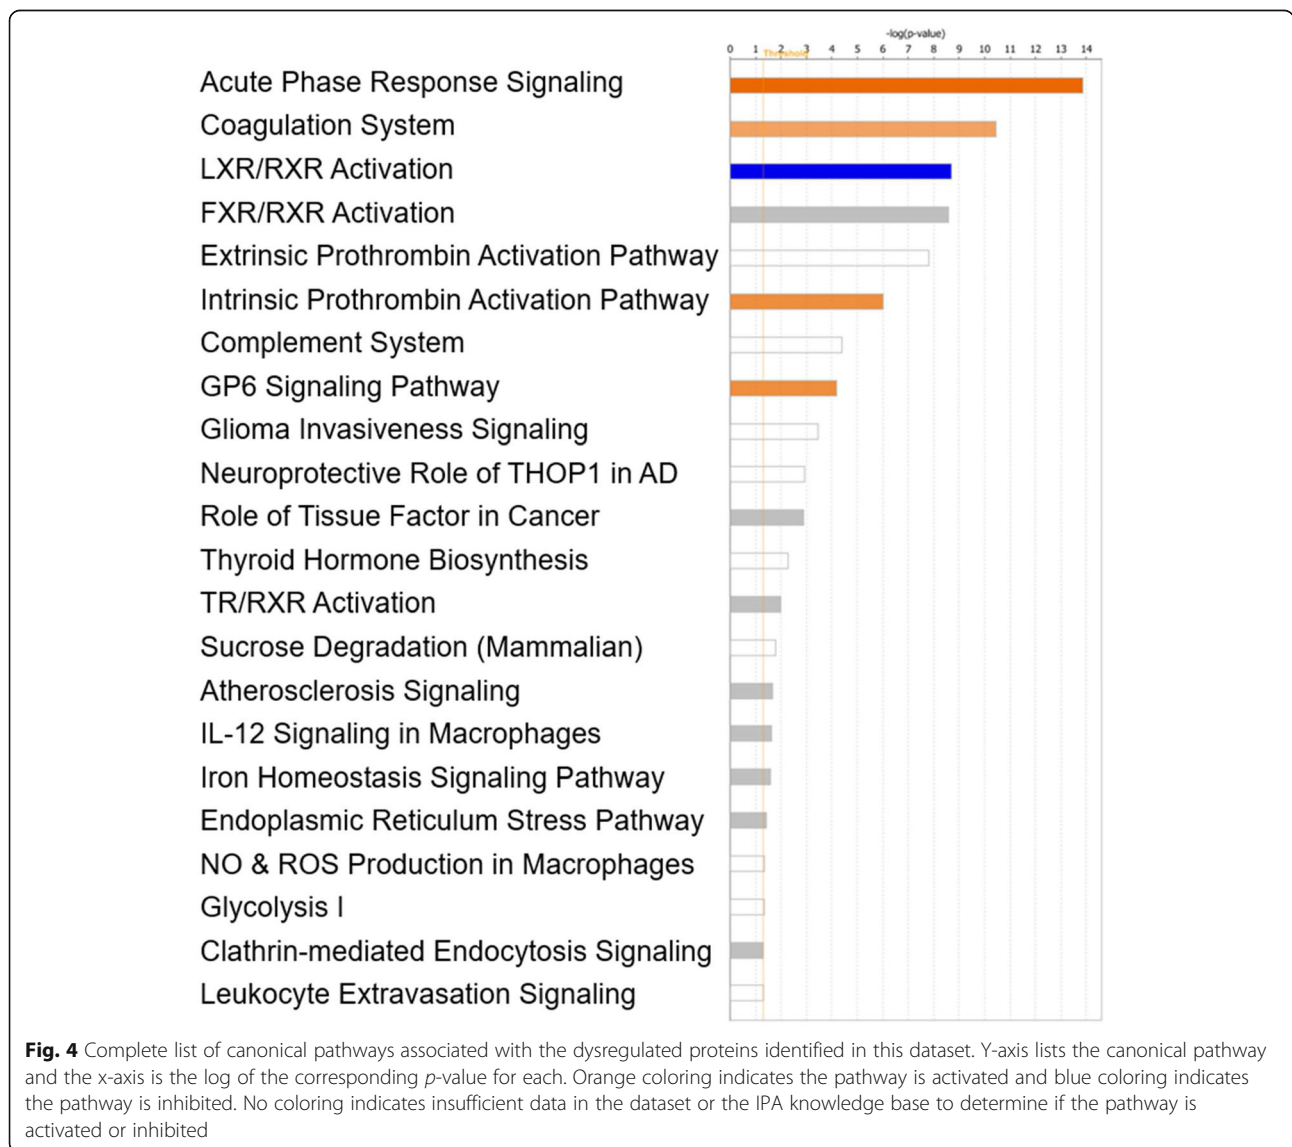 -log(p-value)
0 1 2 3 4 5 6 7 8 9 10 11 12 13 14
Threshold
Acute Phase Response Signaling
Coagulation System
LXR/RXR Activation
FXR/RXR Activation
Extrinsic Prothrombin Activation Pathway
Intrinsic Prothrombin Activation Pathway
Complement System
GP6 Signaling Pathway
Glioma Invasiveness Signaling
Neuroprotective Role of THOP1 in AD
Role of Tissue Factor in Cancer
Thyroid Hormone Biosynthesis
TR/RXR Activation
Sucrose Degradation (Mammalian)
Atherosclerosis Signaling
IL-12 Signaling in Macrophages
Iron Homeostasis Signaling Pathway
Endoplasmic Reticulum Stress Pathway
NO & ROS Production in Macrophages
Glycolysis I
Clathrin-mediated Endocytosis Signaling
Leukocyte Extravasation Signaling
Fig. 4 Complete list of canonical pathways associated with the dysregulated proteins identified in this dataset. Y-axis lists the canonical pathway
and the x-axis is the log of the corresponding p-value for each. Orange coloring indicates the pathway is activated and blue coloring indicates
the pathway is inhibited. No coloring indicates insufficient data in the dataset or the IPA knowledge base to determine if the pathway is
activated or inhibited